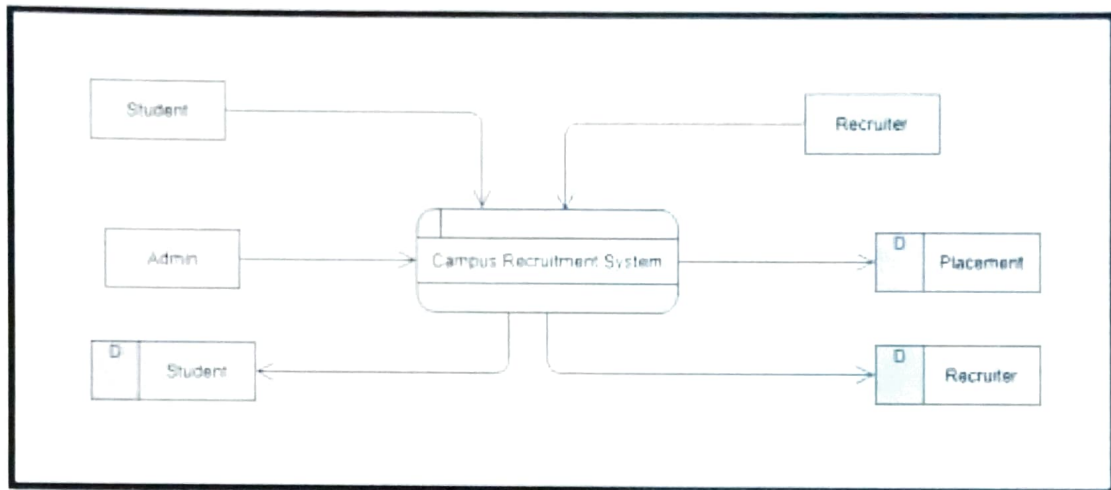 Student
Recruiter
Admin
Campus Recruitment System
D
Placement
D
Student
D
Recruiter